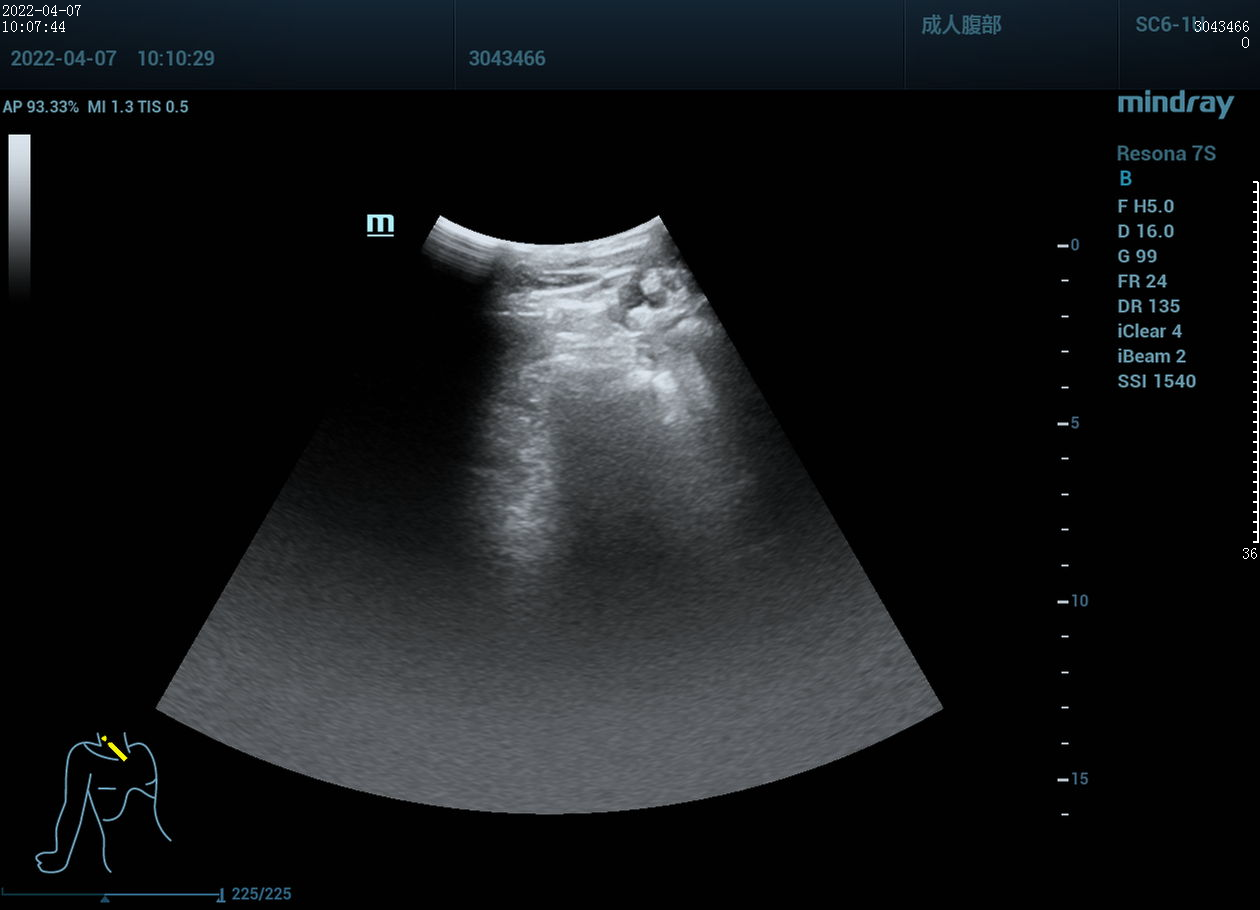 2022-04-07
10:07:44
2022-04-07 10:10:29
3043466
成人腹部
3043466
0
AP 93.33% MI 1.3 TIS 0.5
mindray
Resona 7S
B
F H5.0
D 16.0
G 99
FR 24
DR 135
iClear 4
iBeam 2
SSI 1540
m
0
5
10
15
36
225/225